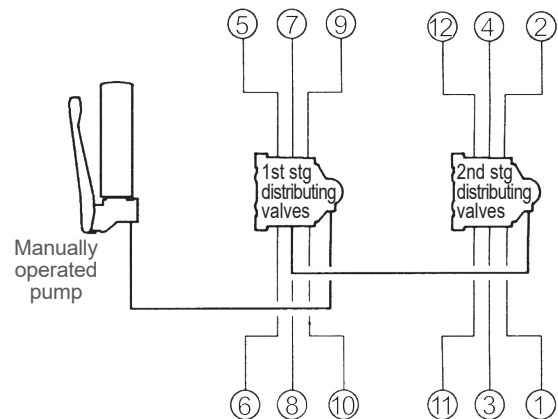 5 7 9 12 4 2
1st stg
distributing
valves
2nd stg
distributing
valves
Manually
operated
pump
6 8 10 11 3 1